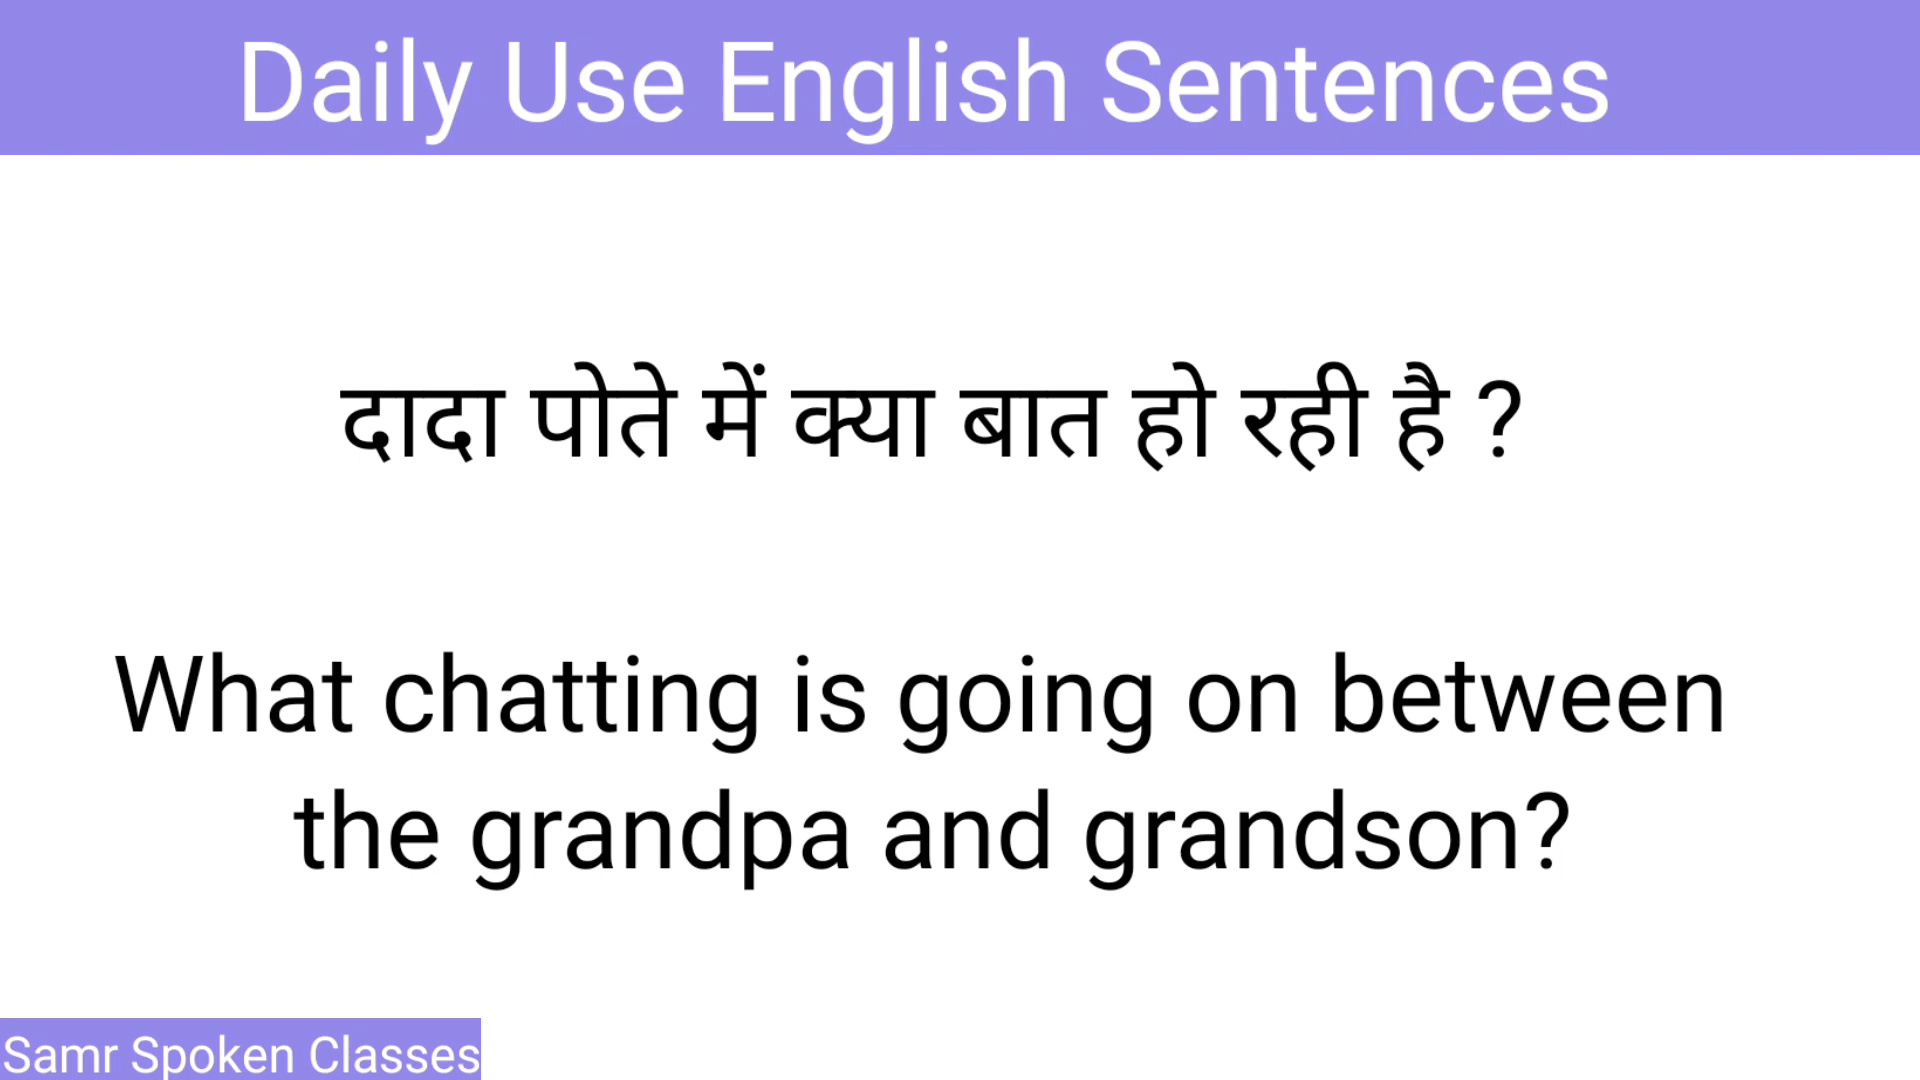 Daily Use English Sentences
दादा पोते में क्या बात हो रही है ?
What chatting is going on between
the grandpa and grandson?
Samr Spoken Classes